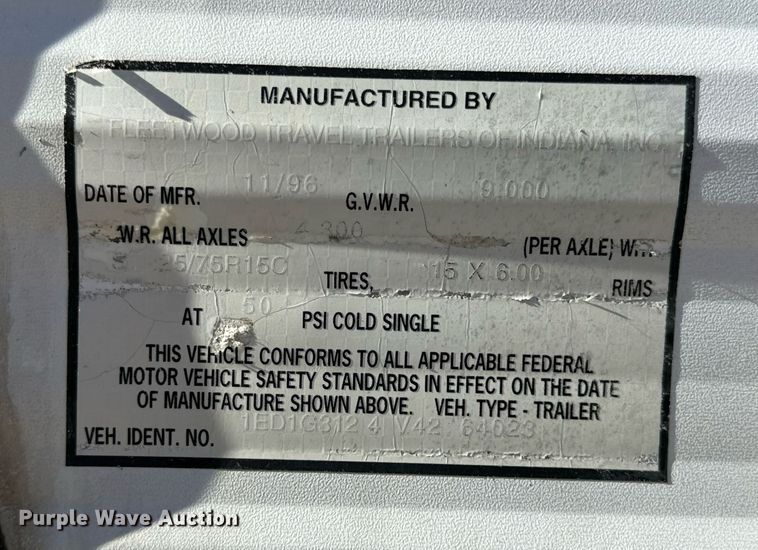 MANUFACTURED BY
FLEETWOOD TRAVEL TRAILERS OF INDIANA, INC
DATE OF MFR. 11/96 G.V.W.R. 9 000
.W.R. ALL AXLES 4 300 (PER AXLE)
5/75R15C TIRES, 15 X 6.00 RIMS
AT 50 PSI COLD SINGLE
THIS VEHICLE CONFORMS TO ALL APPLICABLE FEDERAL
MOTOR VEHICLE SAFETY STANDARDS IN EFFECT ON THE DATE
OF MANUFACTURE SHOWN ABOVE. VEH. TYPE - TRAILER
VEH. IDENT. NO. 1ED1G312 4 V42 64023
Purple Wave Auction